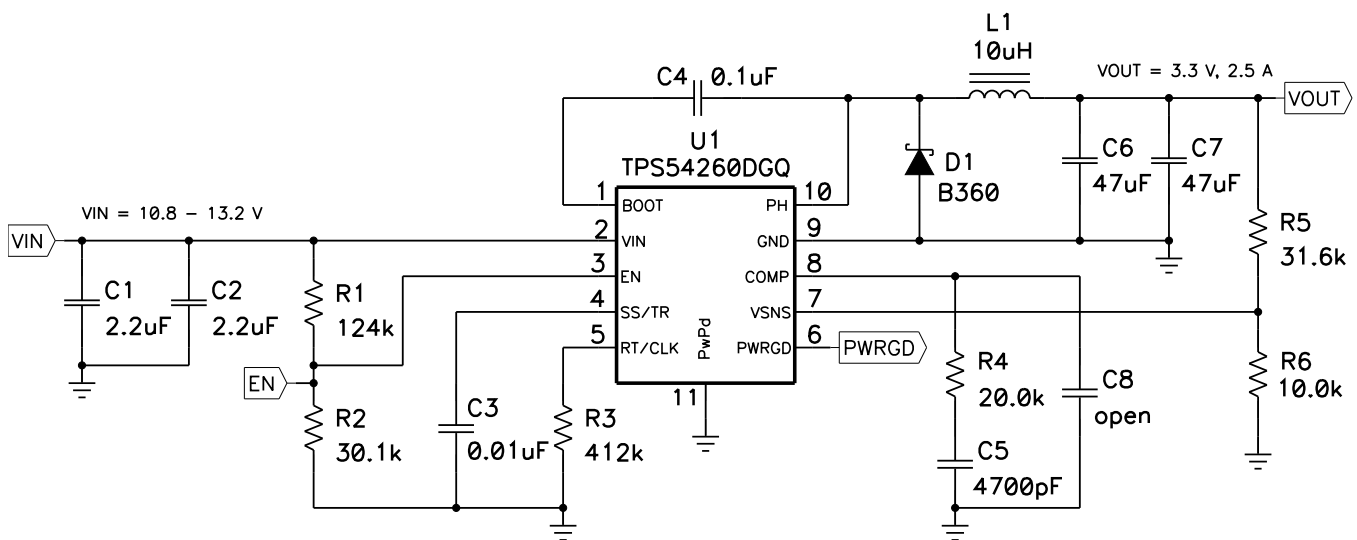 L1
10uH
VOUT = 3.3 V, 2.5 A
C4 0.1uF
VOUT
U1
TPS54260DGQ
C6
47uF
C7
47uF
D1
B360
1
BOOT
PH
10
VIN = 10.8 – 13.2 V
VIN
2
VIN
GND
9
R5
31.6k
3
EN
COMP
8
C1
2.2uF
C2
2.2uF
R1
124k
4
SS/TR
VSNS
7
5
RT/CLK
PwPd
PWRGD
6
PWRGD
EN
11
R4
20.0k
C8
open
R6
10.0k
R2
30.1k
C3
0.01uF
R3
412k
C5
4700pF